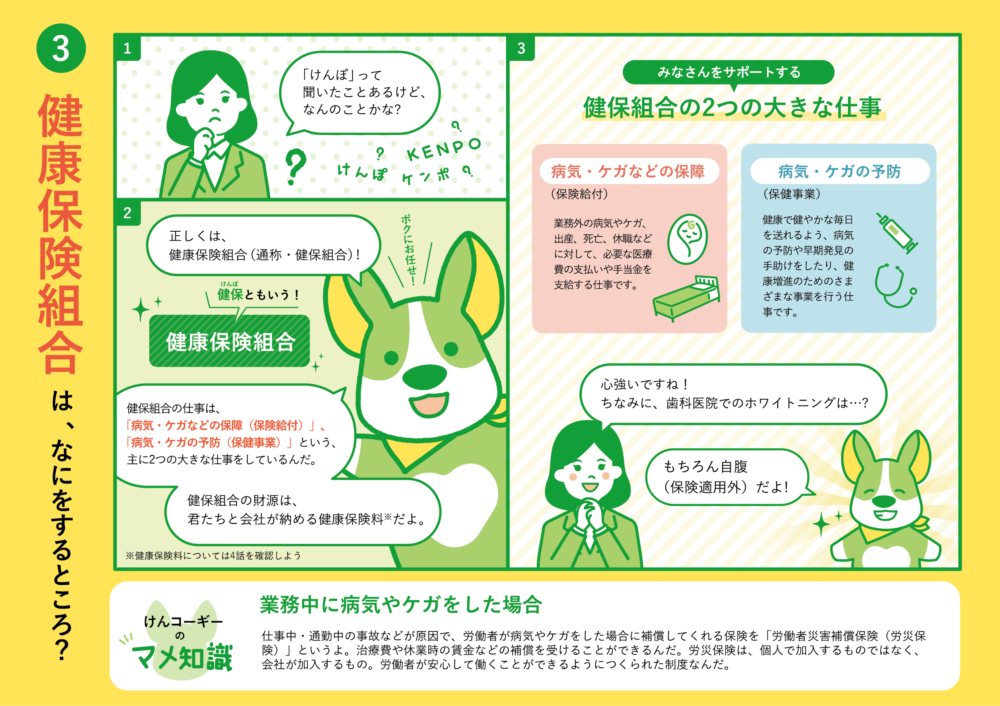 3
健康保険組合は、なにをするところ？
1
「けんぽ」って
聞いたことあるけど、
なんのことかな?
?
?
?
KENPO
けんぽ
ケンポ
?
2
正しくは、
健康保険組合（通称・健保組合）！
ボクにお任せ！
けんぽ
健保ともいう！
健康保険組合
健保組合の仕事は、
「病気・ケガなどの保障（保険給付）」、
「病気・ケガの予防（保健事業）」という、
主に2つの大きな仕事をしているんだ。
健保組合の財源は、
君たちと会社が納める健康保険料※だよ。
※健康保険料については4話を確認しよう
3
みなさんをサポートする
健保組合の2つの大きな仕事
病気・ケガなどの保障
（保険給付）
業務外の病気やケガ、
出産、死亡、休職など
に対して、必要な医療
費の支払いや手当金を
支給する仕事です。
病気・ケガの予防
（保健事業）
健康で健やかな毎日
を送れるよう、病気
の予防や早期発見の
手助けをしたり、健
康増進のためのさま
ざまな事業を行う仕
事です。
心強いですね！
ちなみに、歯科医院でのホワイトニングは…?
もちろん自腹
（保険適用外）だよ!
けんコーギー
の
マメ知識
業務中に病気やケガをした場合
仕事中・通勤中の事故などが原因で、労働者が病気やケガをした場合に補償してくれる保険を「労働者災害補償保険（労災保
険）」というよ。治療費や休業時の賃金などの補償を受けることができるんだ。労災保険は、個人で加入するものではなく、
会社が加入するもの。労働者が安心して働くことができるようにつくられた制度なんだ。